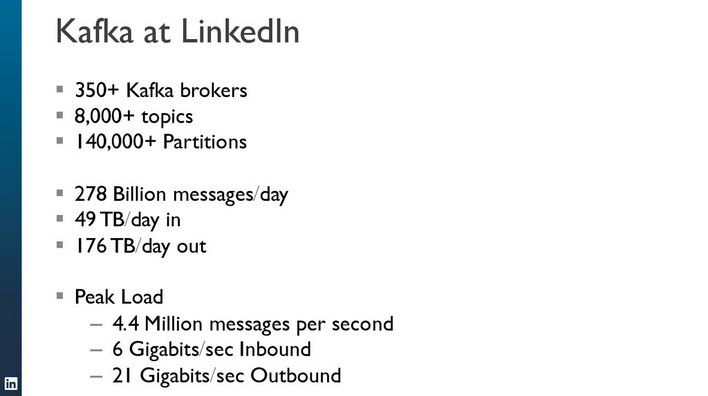 Kafka at LinkedIn
▪ 350+ Kafka brokers
▪ 8,000+ topics
▪ 140,000+ Partitions
▪ 278 Billion messages/day
▪ 49 TB/day in
▪ 176 TB/day out
▪ Peak Load
– 4.4 Million messages per second
– 6 Gigabits/sec Inbound
– 21 Gigabits/sec Outbound
in